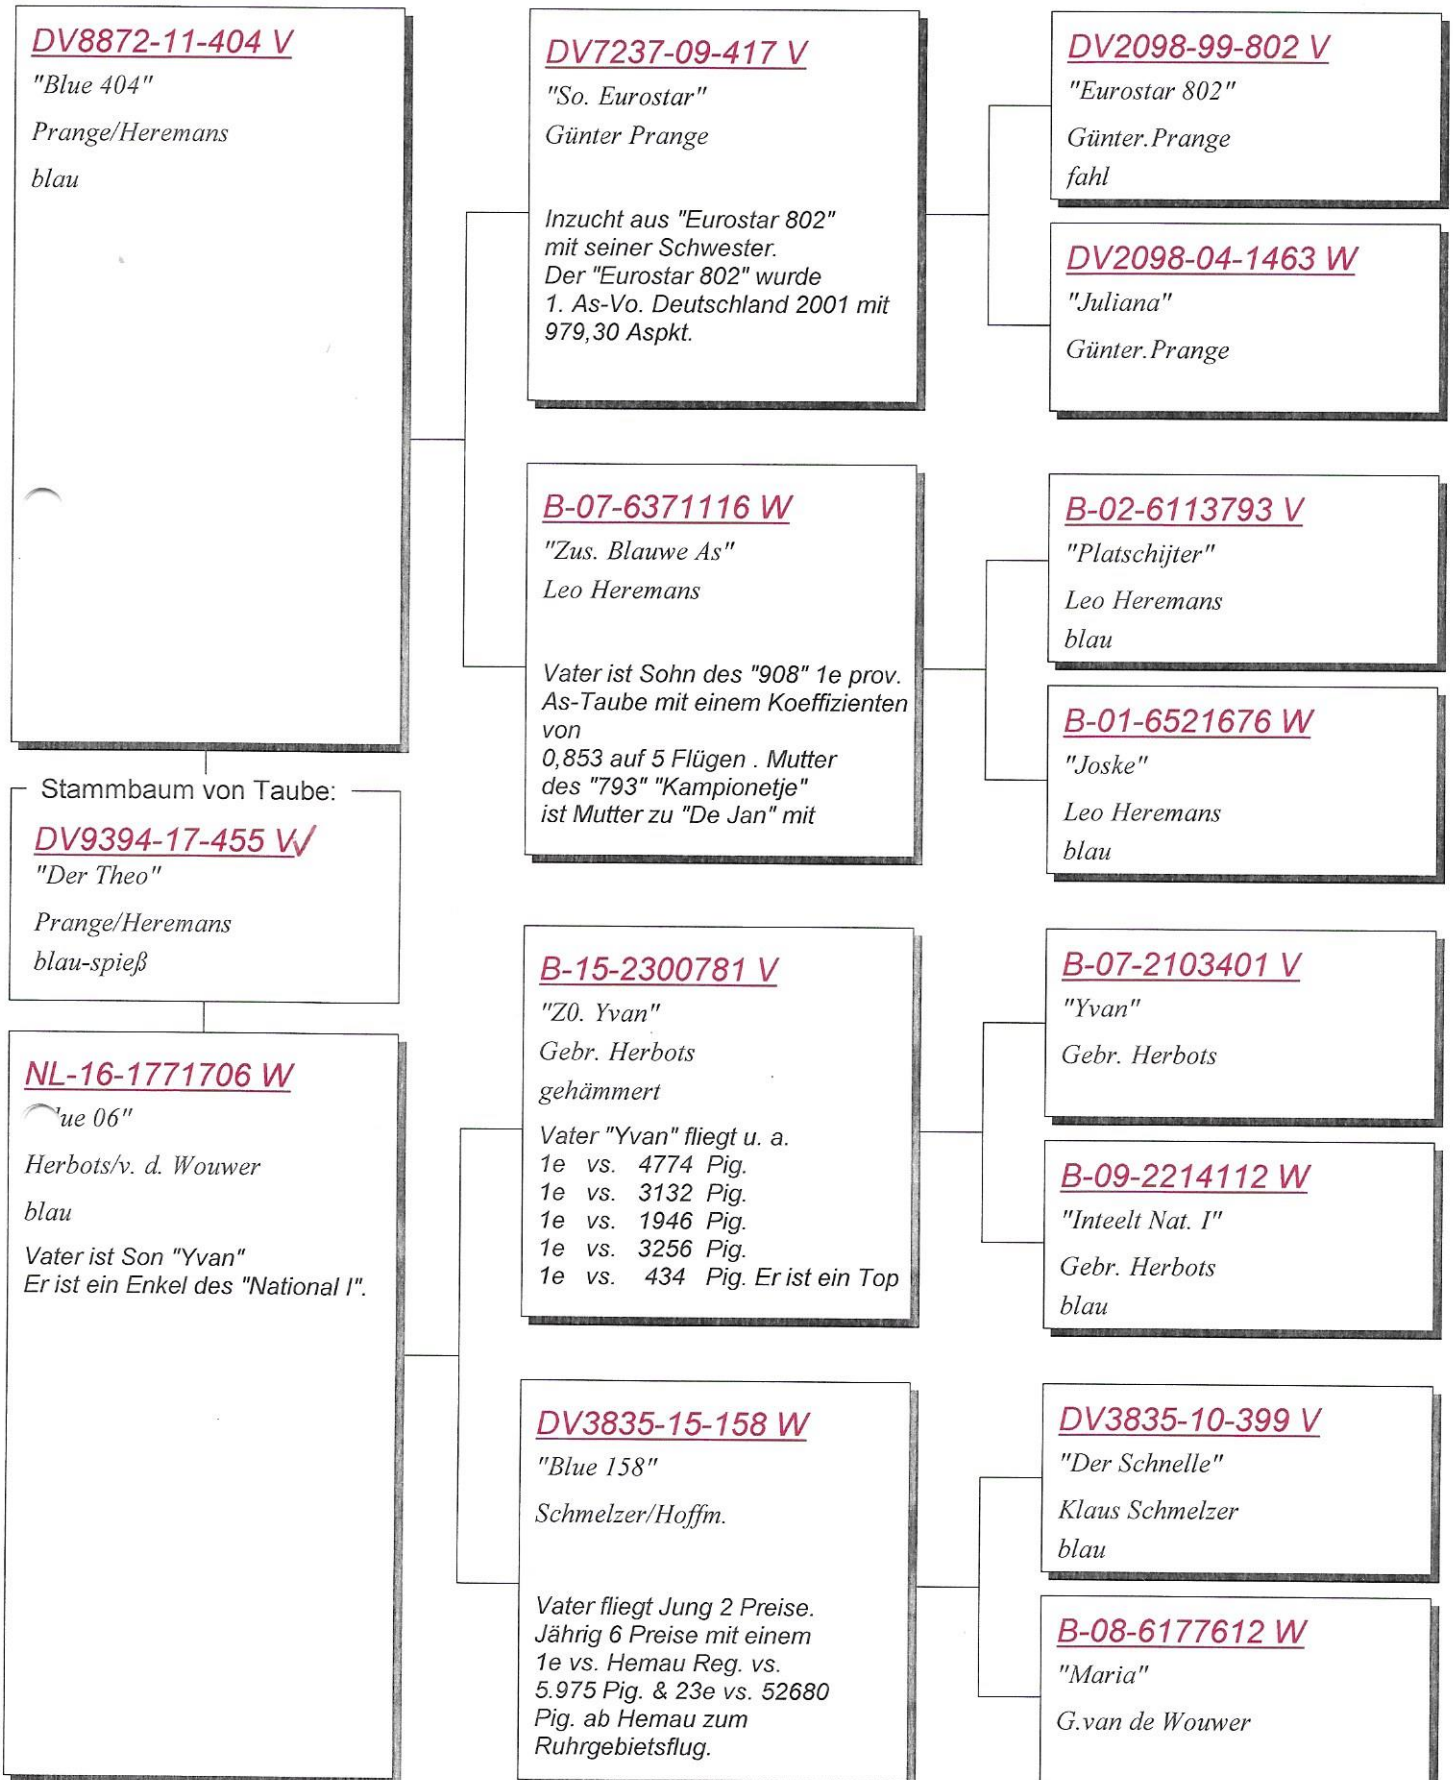 DV8872-11-404 V
"Blue 404"
Prange/Heremans
blau
Stammbaum von Taube:
DV9394-17-455 V
"Der Theo"
Prange/Heremans
blau-spieß
NL-16-1771706 W
06"
Herbots/v. d. Wouwer
blau
Vater ist Son "Yvan"
Er ist ein Enkel des "National I".
DV7237-09-417 V
"So. Eurostar"
Günter Prange
Inzucht aus "Eurostar 802"
mit seiner Schwester.
Der "Eurostar 802" wurde
1. As-Vo. Deutschland 2001 mit
979,30 Aspkt.
B-07-6371116 W
"Zus. Blauwe As"
Leo Heremans
Vater ist Sohn des "908" 1e prov.
As-Taube mit einem Koeffizienten
von
0,853 auf 5 Flügen . Mutter
des "793" "Kampionetje"
ist Mutter zu "De Jan" mit
B-15-2300781 V
"Z0. Yvan"
Gebr. Herbots
gehämmert
Vater "Yvan" fliegt u. a.
1e vs. 4774 Pig.
1e vs. 3132 Pig.
1e vs. 1946 Pig.
1e vs. 3256 Pig.
1e vs. 434 Pig. Er ist ein Top
DV3835-15-158 W
"Blue 158"
Schmelzer/Hoffm.
Vater fliegt Jung 2 Preise.
Jährig 6 Preise mit einem
1e vs. Hemau Reg. vs.
5.975 Pig. & 23e vs. 52680
Pig. ab Hemau zum
Ruhrgebietsflug.
DV2098-99-802 V
"Eurostar 802"
Günter.Prange
fahl
DV2098-04-1463 W
"Juliana"
Günter.Prange
B-02-6113793 V
"Platschijter"
Leo Heremans
blau
B-01-6521676 W
"Joske"
Leo Heremans
blau
B-07-2103401 V
"Yvan"
Gebr. Herbots
B-09-2214112 W
"Inteelt Nat. I"
Gebr. Herbots
blau
DV3835-10-399 V
"Der Schnelle"
Klaus Schmelzer
blau
B-08-6177612 W
"Maria"
G.van de Wouwer